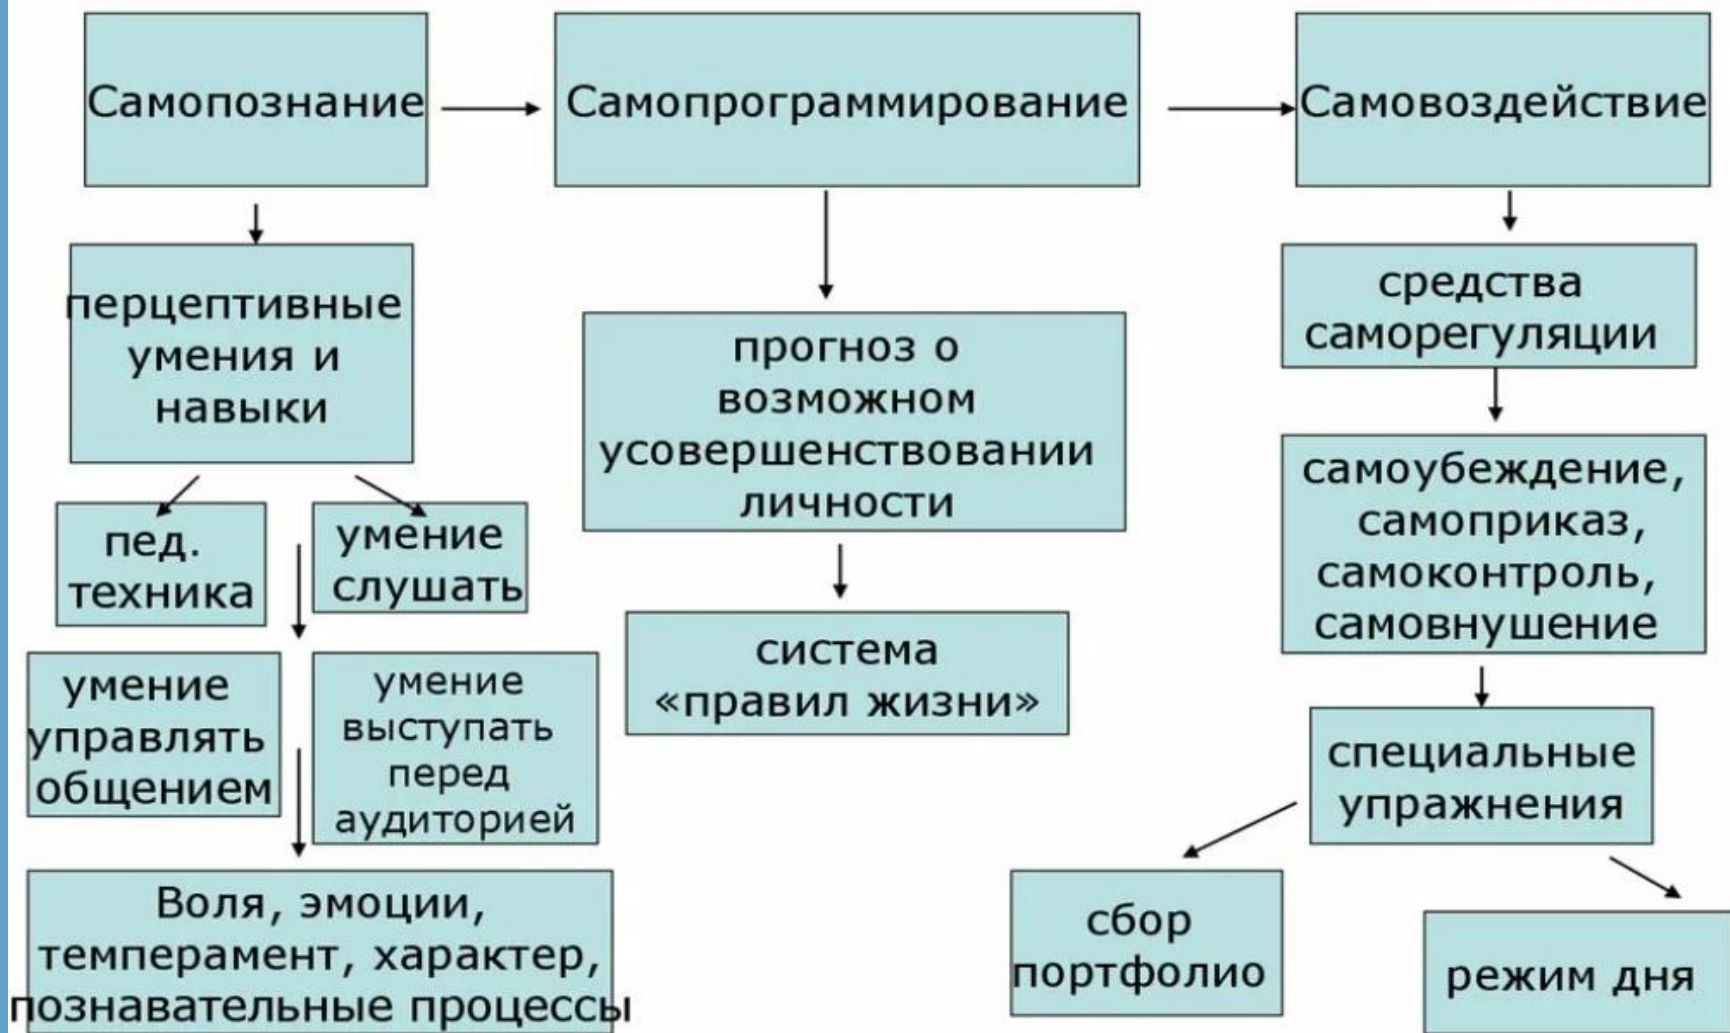 Самопознание
Самопрограммирование
Самовоздействие
перцептивные
умения и
навыки
пед.
техника
умение
слушать
умение
управлять
общением
умение
выступать
перед
аудиторией
Воля, эмоции,
темперамент, характер,
познавательные процессы
прогноз о
возможном
усовершенствовании
личности
система
«правил жизни»
средства
саморегуляции
самоубеждение,
самоприказ,
самоконтроль,
самовнушение
специальные
упражнения
сбор
портфолио
режим дня